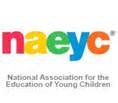 naeyc®
National Association for the
Education of Young Children